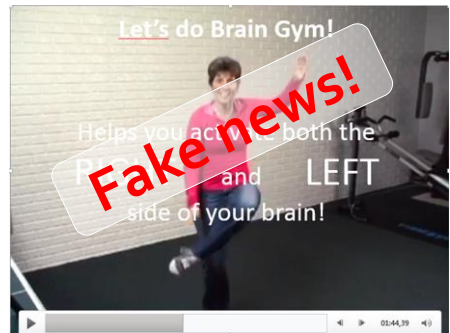 Let's do Brain Gym!
Fake news!
Helps you activate both the
and LEFT
side of your brain!
01:44,39